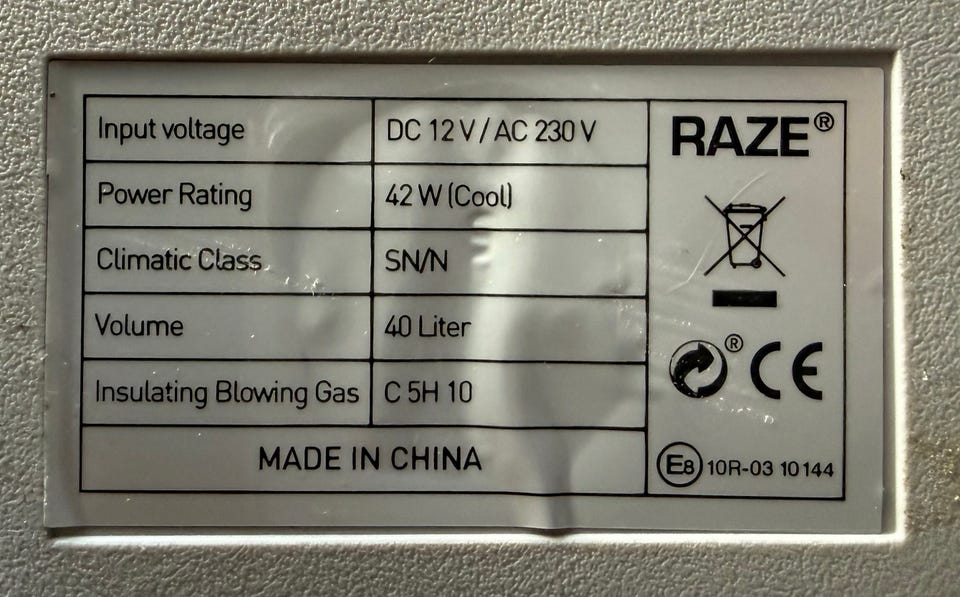 Input voltage DC 12 V / AC 230 V
Power Rating 42 W (Cool)
Climatic Class SN/N
Volume 40 Liter
Insulating Blowing Gas C 5H 10
MADE IN CHINA
RAZE®
®
CE
E8 10R-03 10144